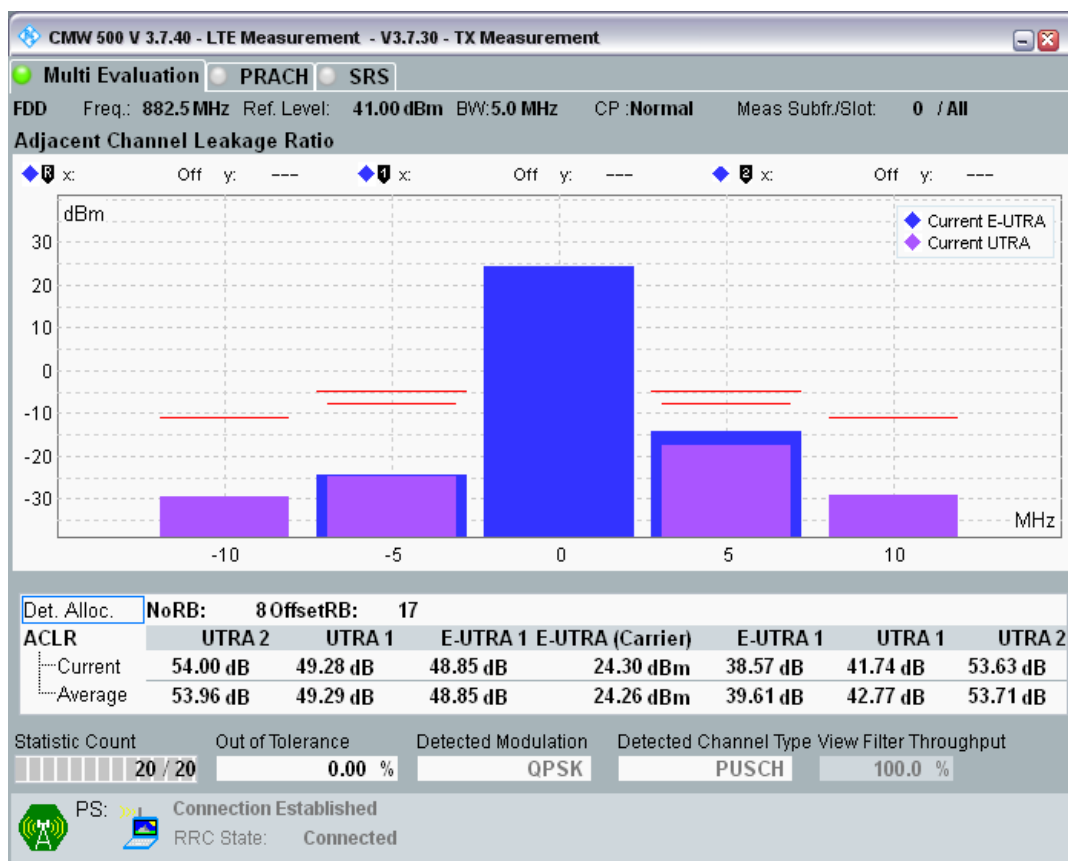 CMW 500 V 3.7.40 - LTE Measurement - V3.7.30 - TX Measurement
Multi Evaluation PRACH SRS
FDD Freq.: 882.5 MHz Ref. Level: 41.00 dBm BW:5.0 MHz CP :Normal Meas Subfr./Slot: 0 / All
Adjacent Channel Leakage Ratio
R x: Off y: --- 1 x: Off y: --- 2 x: Off y: ---
dBm
Current E-UTRA
Current UTRA
30
20
10
0
-10
-20
-30
MHz
-10 -5 0 5 10
Det. Alloc. NoRB: 8 OffsetRB: 17
ACLR UTRA 2 UTRA 1 E-UTRA 1 E-UTRA (Carrier) E-UTRA 1 UTRA 1 UTRA 2
Current 54.00 dB 49.28 dB 48.85 dB 24.30 dBm 38.57 dB 41.74 dB 53.63 dB
Average 53.96 dB 49.29 dB 48.85 dB 24.26 dBm 39.61 dB 42.77 dB 53.71 dB
Statistic Count Out of Tolerance Detected Modulation Detected Channel Type View Filter Throughput
20 / 20 0.00 % QPSK PUSCH 100.0 %
PS: Connection Established
RRC State: Connected